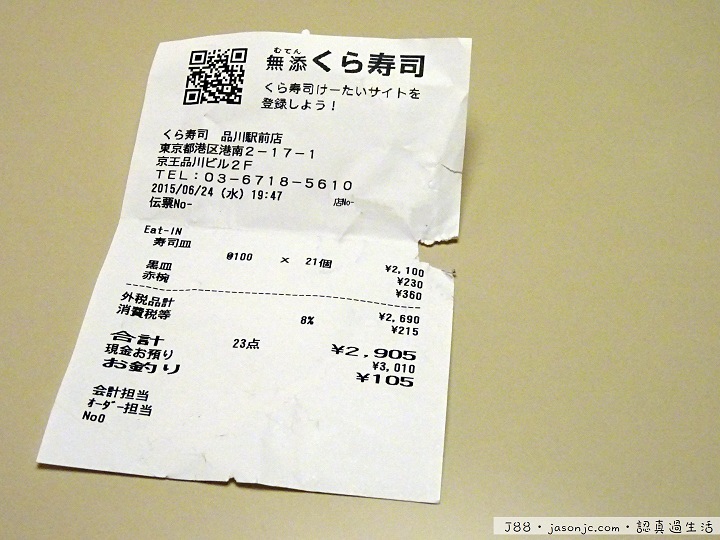 むてん
無添くら寿司
くら寿司けーたいサイトを
登録しよう！
くら寿司　品川駅前店
東京都港区港南２－１７－１
京王品川ビル２Ｆ
ＴＥＬ：０３－６７１８－５６１０
2015/06/24 (水) 19:47 店No-
伝票No-
Eat-IN
寿司皿
@100 × 21個 ¥2,100
黒皿 ¥230
赤椀 ¥360
外税品計 ¥2,690
消費税等 8% ¥215
合計 23点 ¥2,905
現金お預り ¥3,010
お釣り ¥105
会計担当
ｵｰﾀﾞｰ担当
No0
J88・jasonjc.com・認真過生活